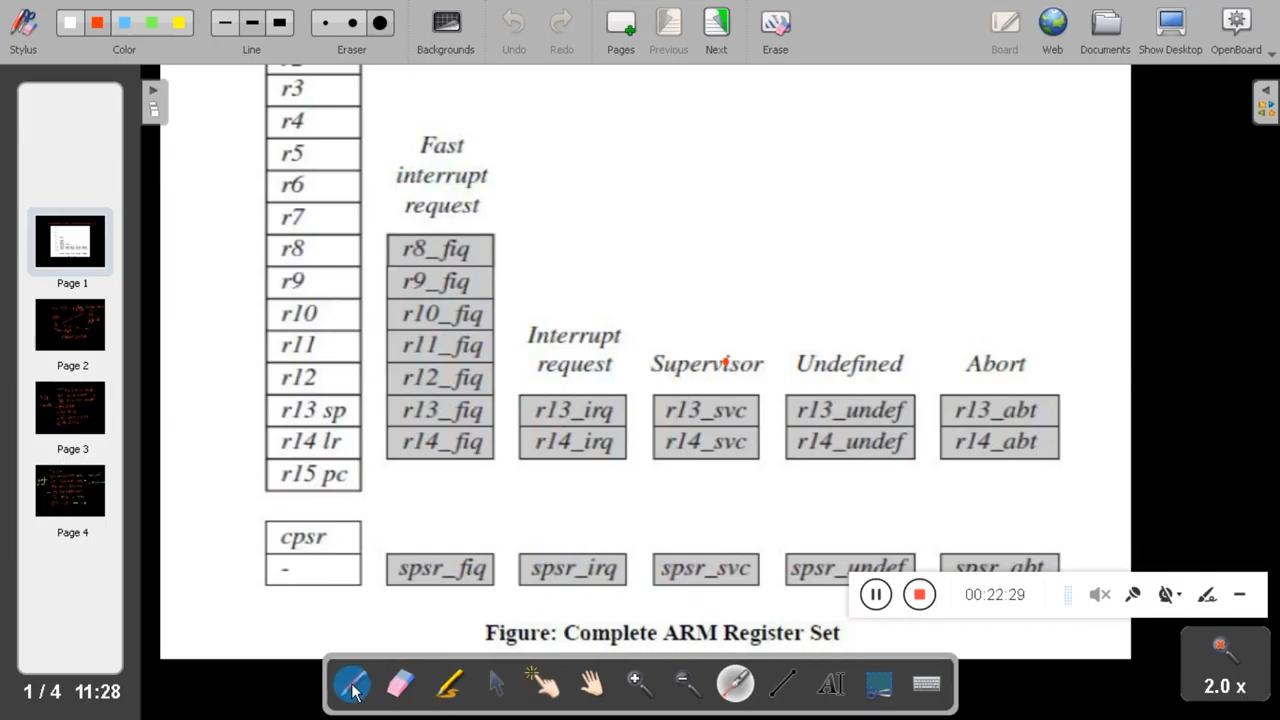 Stylus
Color
Line
Eraser
Backgrounds
Undo
Redo
Pages
Previous
Next
Erase
Board
Web
Documents
Show Desktop
OpenBoard
r3
r4
r5
r6
r7
r8
r9
r10
r11
r12
r13 sp
r14 lr
r15 pc
cpsr
-
Fast
interrupt
request
r8_fiq
r9_fiq
r10_fiq
r11_fiq
r12_fiq
r13_fiq
r14_fiq
spsr_fiq
Interrupt
request
r13_irq
r14_irq
spsr_irq
Supervisor
r13_svc
r14_svc
spsr_svc
Undefined
r13_undef
r14_undef
spsr_undef
Abort
r13_abt
r14_abt
spsr_abt
Figure: Complete ARM Register Set
Page 1
Page 2
Page 3
Page 4
1 / 4 11:28
00:22:29
AI
2.0 x